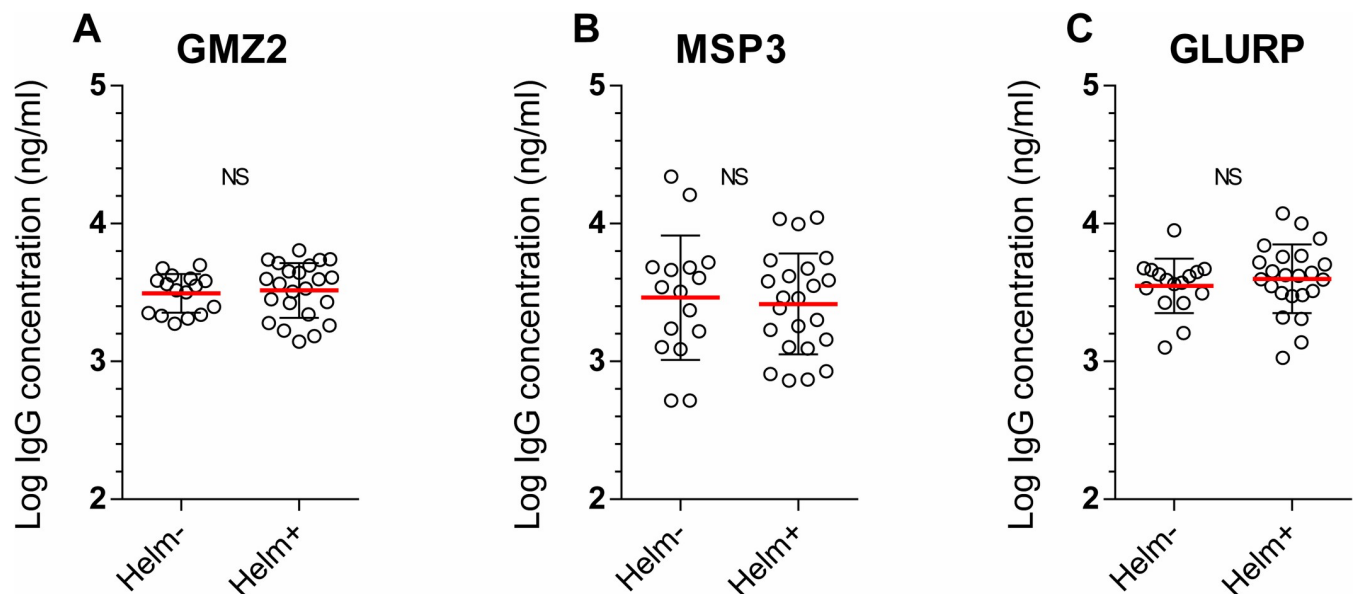 A
GMZ2
Log IgG concentration (ng/ml)
5
4
3
2
NS
Helm-
Helm+
B
MSP3
Log IgG concentration (ng/ml)
5
4
3
2
NS
Helm-
Helm+
C
GLURP
Log IgG concentration (ng/ml)
5
4
3
2
NS
Helm-
Helm+